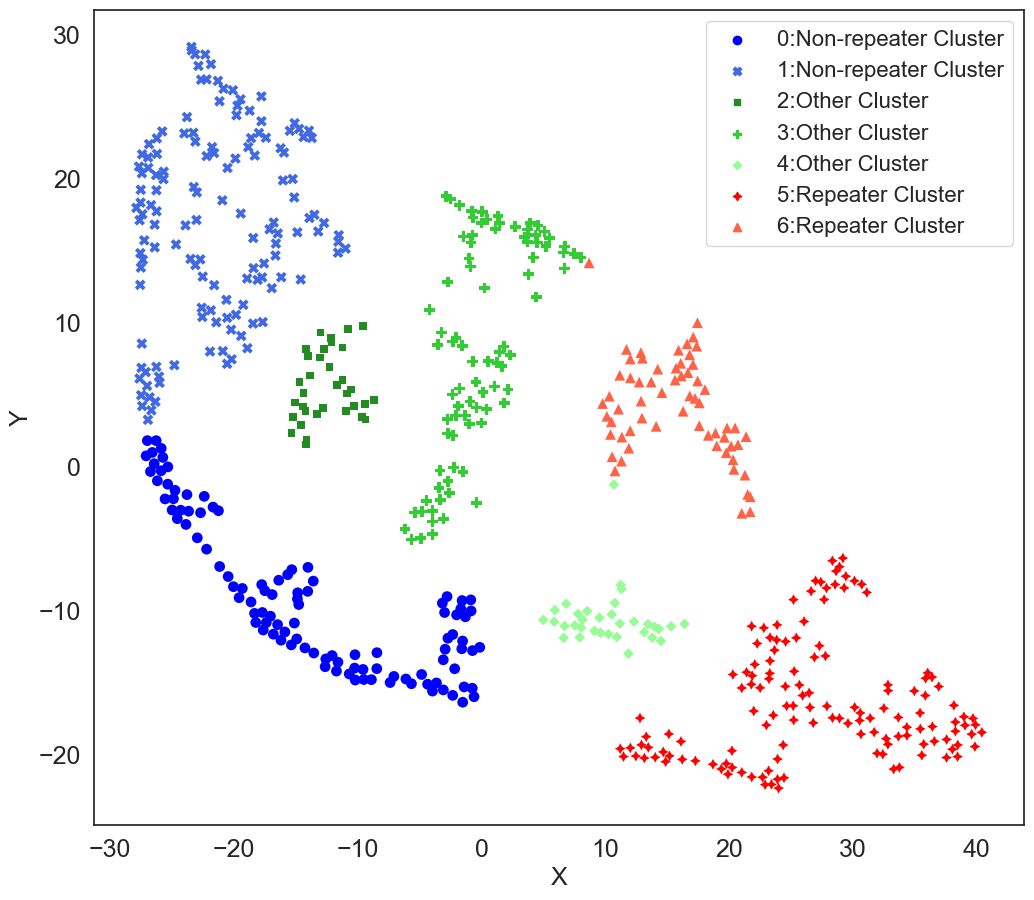 30
20
10
0
−10
−20
Y
−30
−20
−10
0
10
20
30
40
X
0:Non-repeater Cluster
1:Non-repeater Cluster
2:Other Cluster
3:Other Cluster
4:Other Cluster
5:Repeater Cluster
6:Repeater Cluster